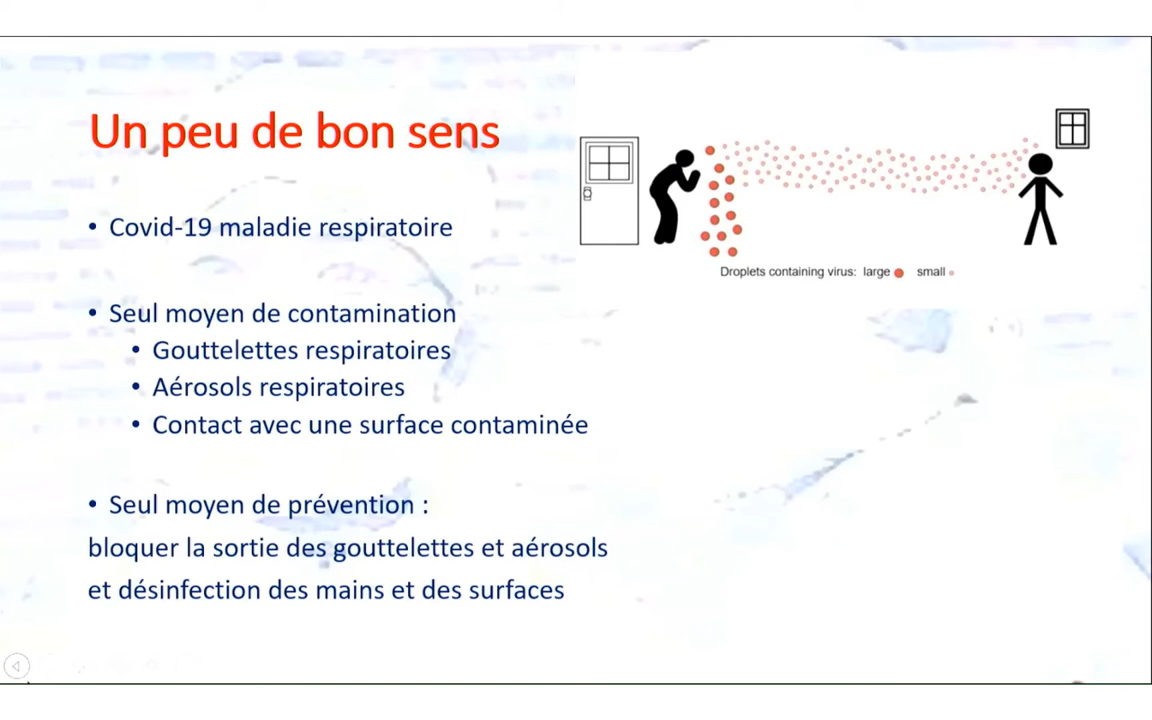 Un peu de bon sens
• Covid-19 maladie respiratoire
• Seul moyen de contamination
• Gouttelettes respiratoires
• Aérosols respiratoires
• Contact avec une surface contaminée
• Seul moyen de prévention :
bloquer la sortie des gouttelettes et aérosols
et désinfection des mains et des surfaces
Droplets containing virus: large small